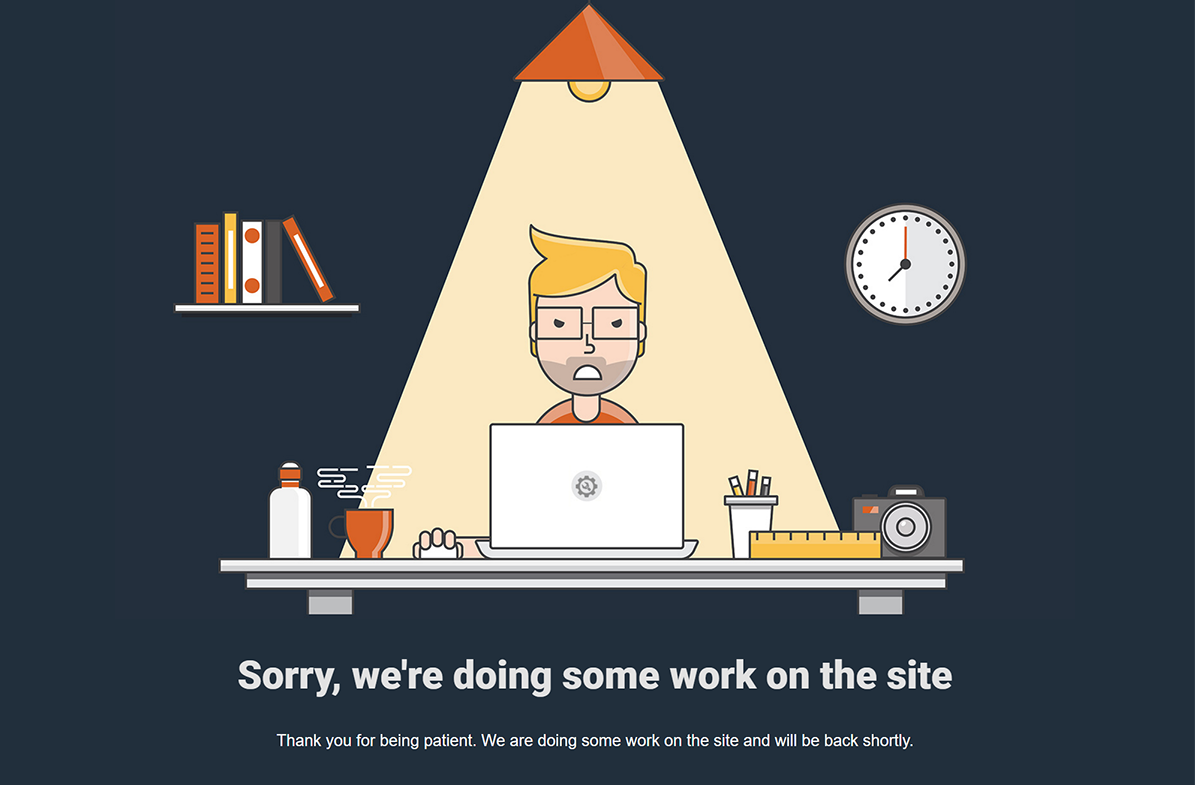 Sorry, we're doing some work on the site
Thank you for being patient. We are doing some work on the site and will be back shortly.